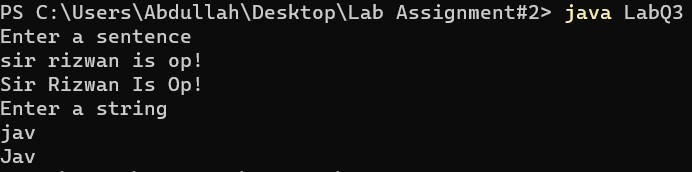 PS C:\Users\Abdullah\Desktop\Lab Assignment#2> java LabQ3
Enter a sentence
sir rizwan is op!
Sir Rizwan Is Op!
Enter a string
jav
Jav